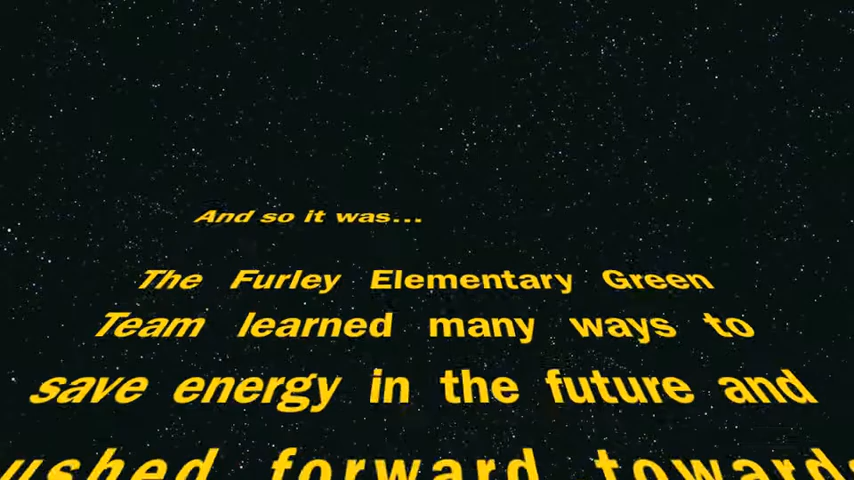 And so it was...
The Furley Elementary Green
Team learned many ways to
save energy in the future and
forward